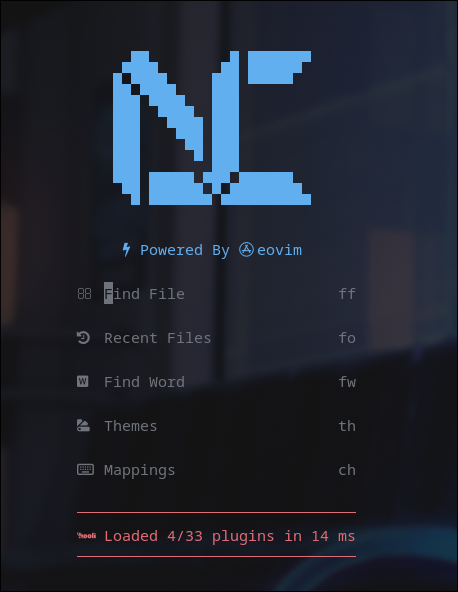 Powered By eovim
Find File ff
Recent Files fo
Find Word fw
Themes th
Mappings ch
Loaded 4/33 plugins in 14 ms